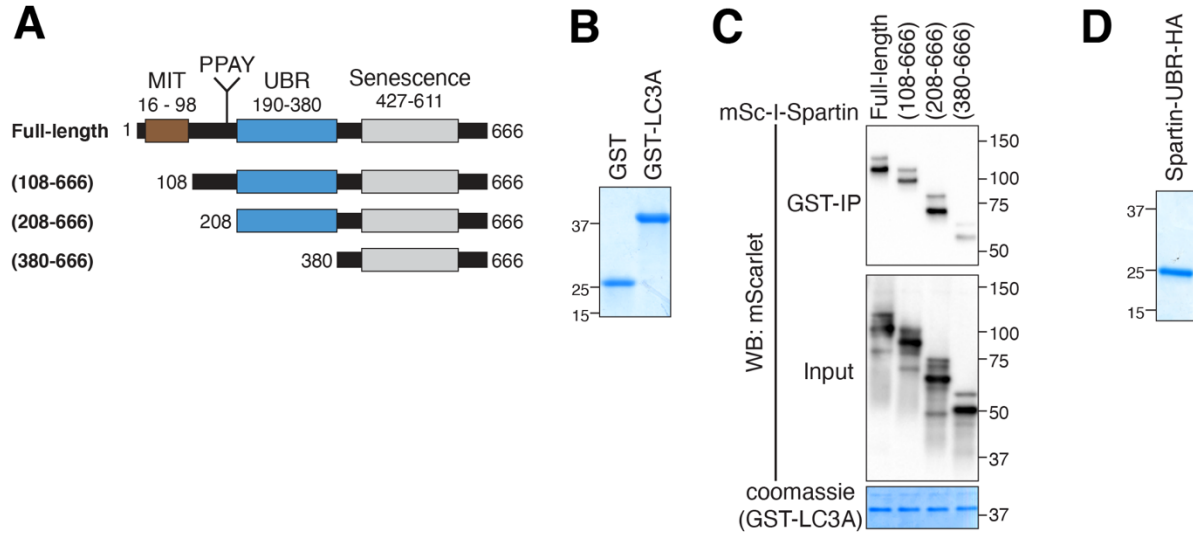 A
MIT
16 - 98
PPAY
UBR
190-380
Senescence
427-611
Full-length 1 666
(108-666) 108 666
(208-666) 208 666
(380-666) 380 666
B
GST
GST-LC3A
37
25
15
C
mSc-I-Spartin
Full-length
(108-666)
(208-666)
(380-666)
WB: mScarlet
GST-IP
150
100
75
50
Input
150
100
75
50
37
coomassie
(GST-LC3A)
37
D
Spartin-UBR-HA
37
25
15